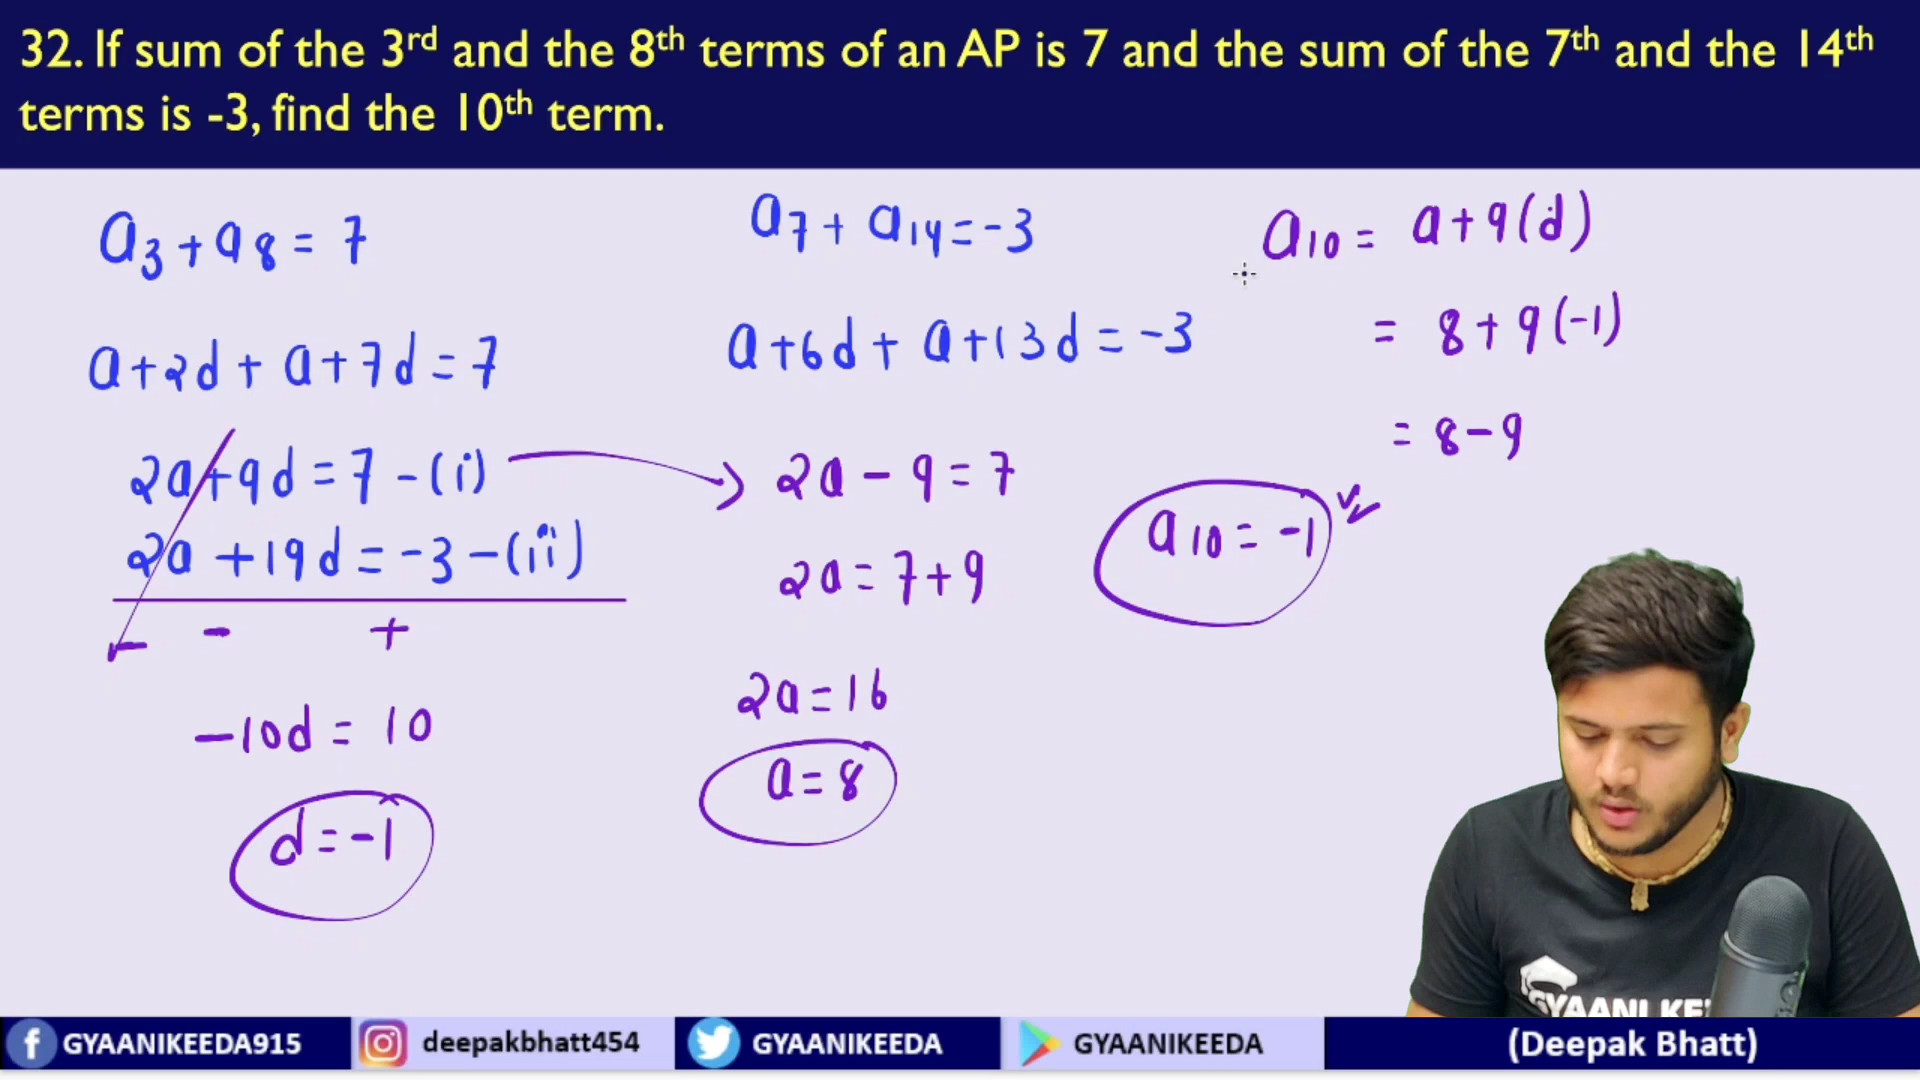 32. If sum of the 3rd and the 8th terms of an AP is 7 and the sum of the 7th and the 14th
terms is -3, find the 10th term.
a3 + a8 = 7
a+2d + a+7d = 7
2a+9d = 7 - (i)
2a +19d = -3 - (ii)
- - +
-10d = 10
d = -1
a7 + a14 = -3
a+6d + a+13d = -3
2a - 9 = 7
2a = 7+9
2a = 16
a = 8
a10 = a+9(d)
= 8+9(-1)
= 8-9
a10 = -1
GYAANI KE
GYAANIKEEDA915
deepakbhatt454
GYAANIKEEDA
GYAANIKEEDA
(Deepak Bhatt)